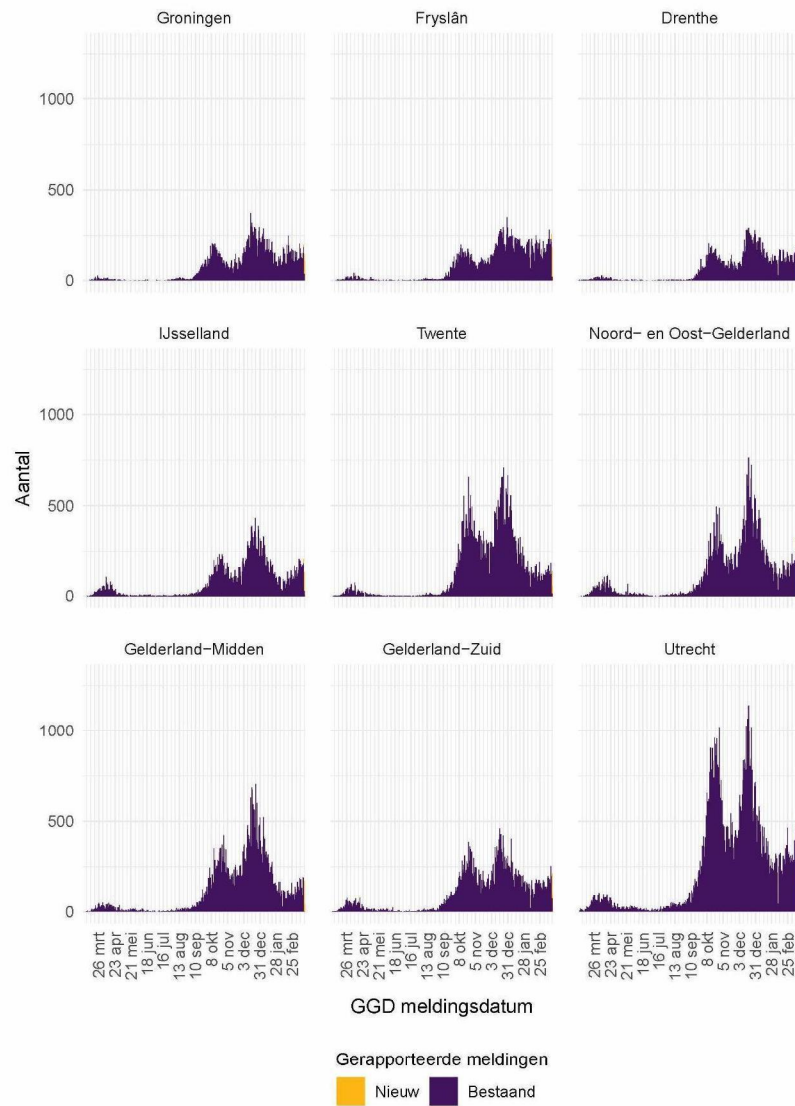 Groningen Fryslân Drenthe
1000
500
0
IJsselland Twente Noord− en Oost−Gelderland
1000
500
0
Aantal
Gelderland−Midden Gelderland−Zuid Utrecht
1000
500
0
26 mrt 23 apr 21 mei 18 jun 16 jul 13 aug 10 sep 8 okt 5 nov 3 dec 31 dec 28 jan 25 feb
26 mrt 23 apr 21 mei 18 jun 16 jul 13 aug 10 sep 8 okt 5 nov 3 dec 31 dec 28 jan 25 feb
26 mrt 23 apr 21 mei 18 jun 16 jul 13 aug 10 sep 8 okt 5 nov 3 dec 31 dec 28 jan 25 feb
GGD meldingsdatum
Gerapporteerde meldingen
Nieuw Bestaand